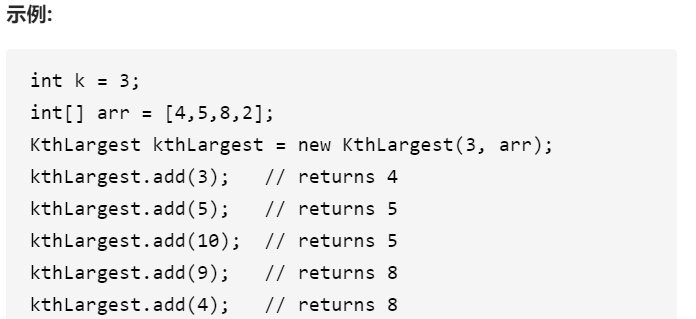 示例:
int k = 3;
int[] arr = [4,5,8,2];
KthLargest kthLargest = new KthLargest(3, arr);
kthLargest.add(3);   // returns 4
kthLargest.add(5);   // returns 5
kthLargest.add(10);  // returns 5
kthLargest.add(9);   // returns 8
kthLargest.add(4);   // returns 8